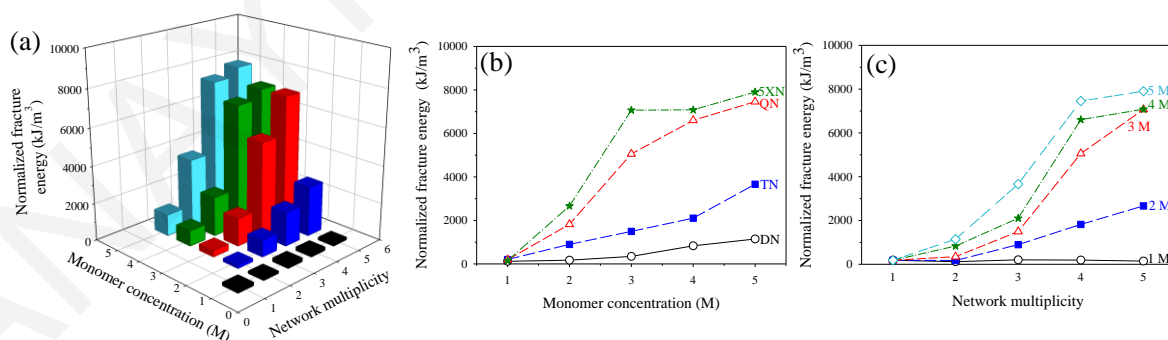 (a)
10000
8000
6000
4000
2000
0
Normalized fracture
energy (kJ/m³)
5
4
3
2
1
0
Monomer concentration (M)
0
1
2
3
4
5
6
Network multiplicity
(b)
10000
8000
6000
4000
2000
0
Normalized fracture energy (kJ/m³)
5XN
QN
TN
DN
1 2 3 4 5
Monomer concentration (M)
(c)
10000
8000
6000
4000
2000
0
Normalized fracture energy (kJ/m³)
5 M
4 M
3 M
2 M
1 M
1 2 3 4 5
Network multiplicity